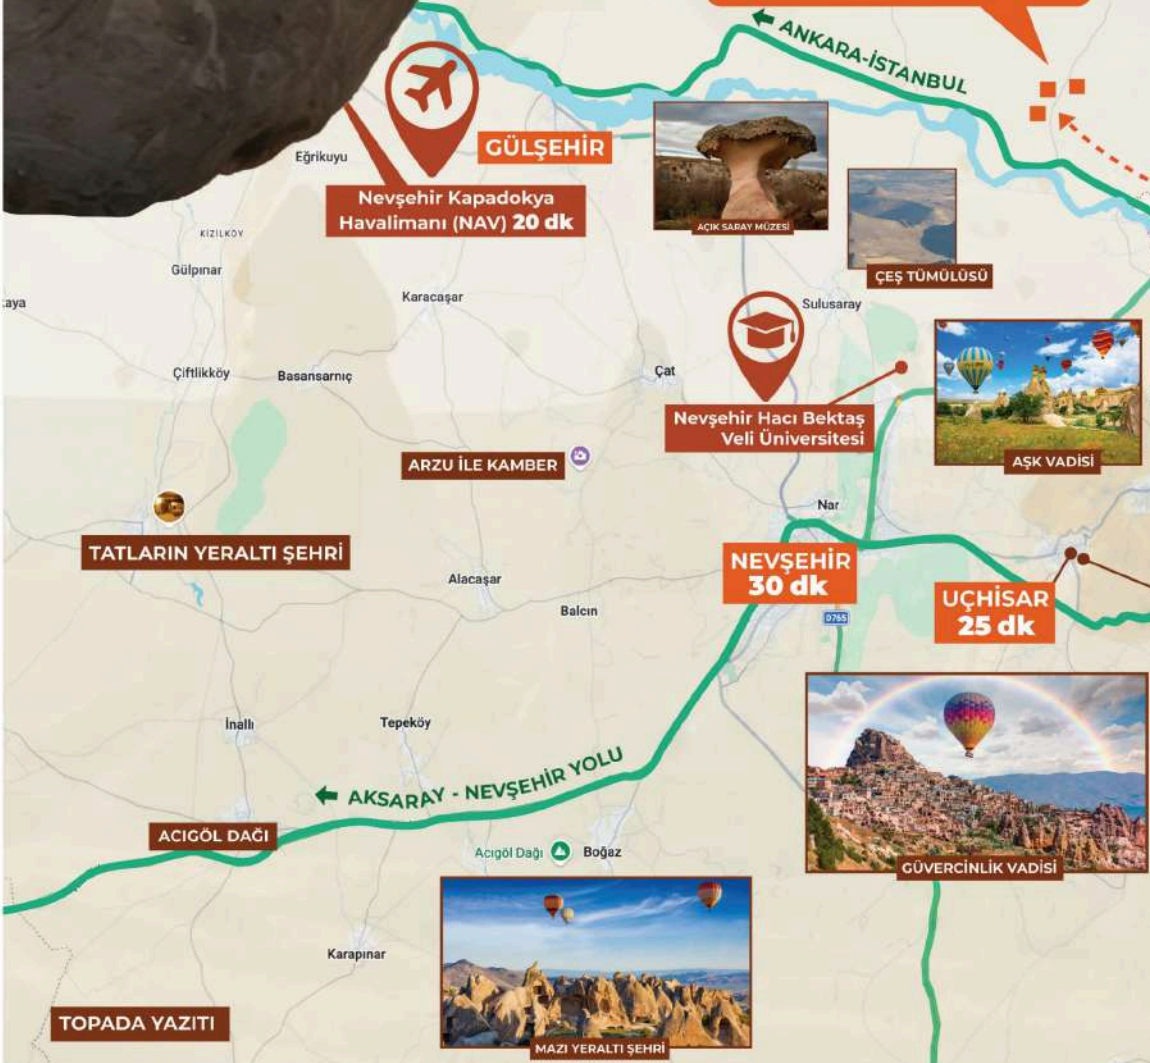 ANKARA-İSTANBUL
GÜLŞEHİR
Eğrikuyu
Nevşehir Kapadokya
Havalimanı (NAV) 20 dk
AÇIK SARAY MÜZESİ
KIZILKÖY
Gülpınar
ÇEŞ TÜMÜLÜSÜ
kaya
Karacaşar
Sulusaray
Çiftlikköy
Basansarnıç
Çat
Nevşehir Hacı Bektaş
Veli Üniversitesi
AŞK VADİSİ
ARZU İLE KAMBER
Nar
TATLARIN YERALTI ŞEHRİ
NEVŞEHİR
30 dk
Alacaşar
Balcın
UÇHİSAR
25 dk
D765
İnallı
Tepeköy
AKSARAY - NEVŞEHİR YOLU
ACIGÖL DAĞI
Acıgöl Dağı
Boğaz
GÜVERCİNLİK VADİSİ
Karapınar
TOPADA YAZITI
MAZI YERALTI ŞEHRİ